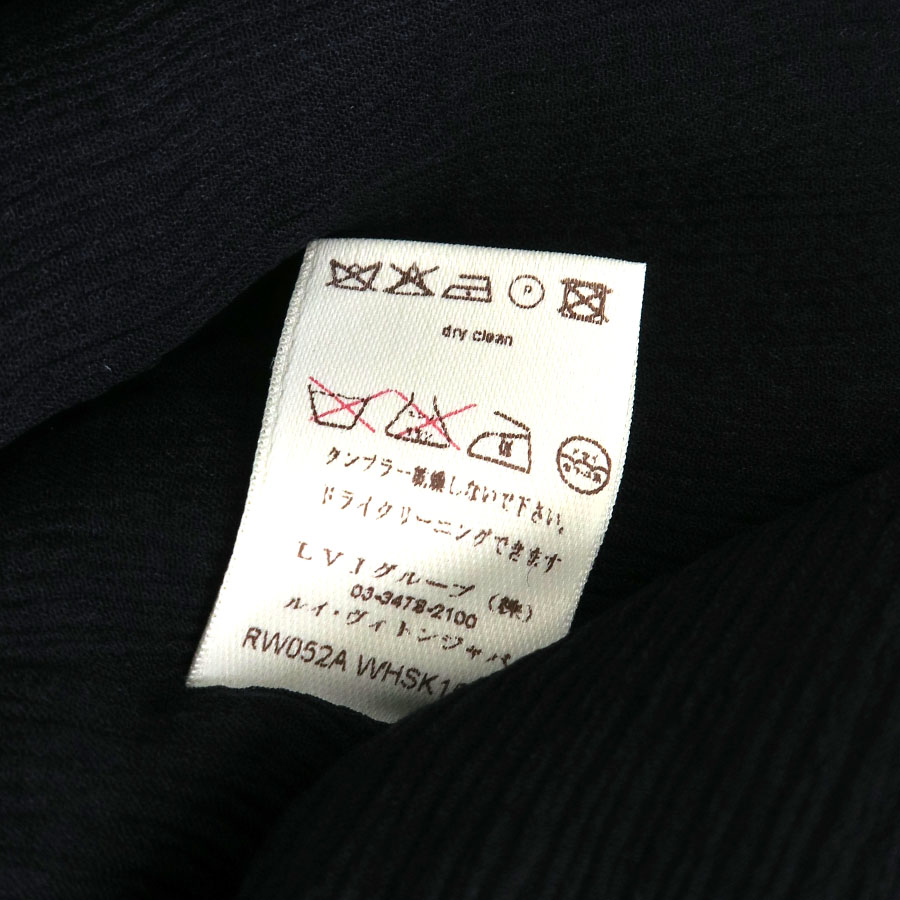 P
dry clean
タンブラー乾燥しないで下さい。
ドライクリーニングできます
LVJグループ(株)
03-3478-2100
ルイ・ヴィトンジャパ
RW052A WHSK1